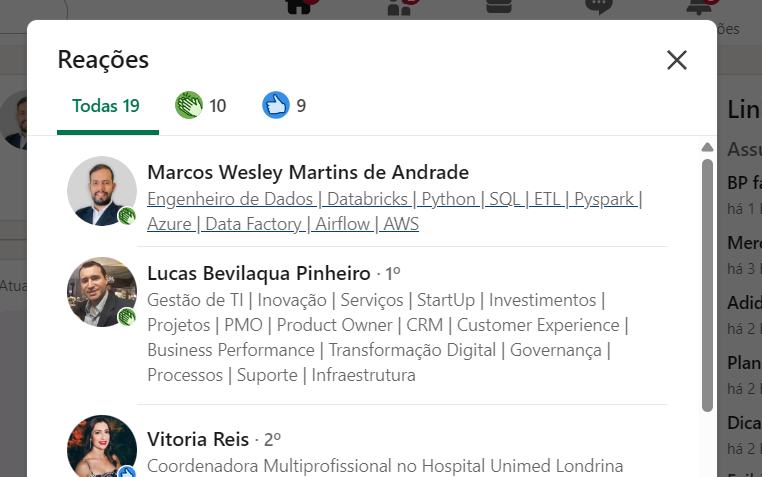 ões
Reações
Todas 19
10
9
Lin
Assu
Marcos Wesley Martins de Andrade
Engenheiro de Dados | Databricks | Python | SQL | ETL | Pyspark |
Azure | Data Factory | Airflow | AWS
BP fa
há 1
Lucas Bevilaqua Pinheiro · 1º
Gestão de TI | Inovação | Serviços | StartUp | Investimentos |
Projetos | PMO | Product Owner | CRM | Customer Experience |
Business Performance | Transformação Digital | Governança |
Processos | Suporte | Infraestrutura
Merc
há 3
Atua
Adid
há 2
Plan
há 2
Vitoria Reis · 2º
Coordenadora Multiprofissional no Hospital Unimed Londrina
Dica
há 2